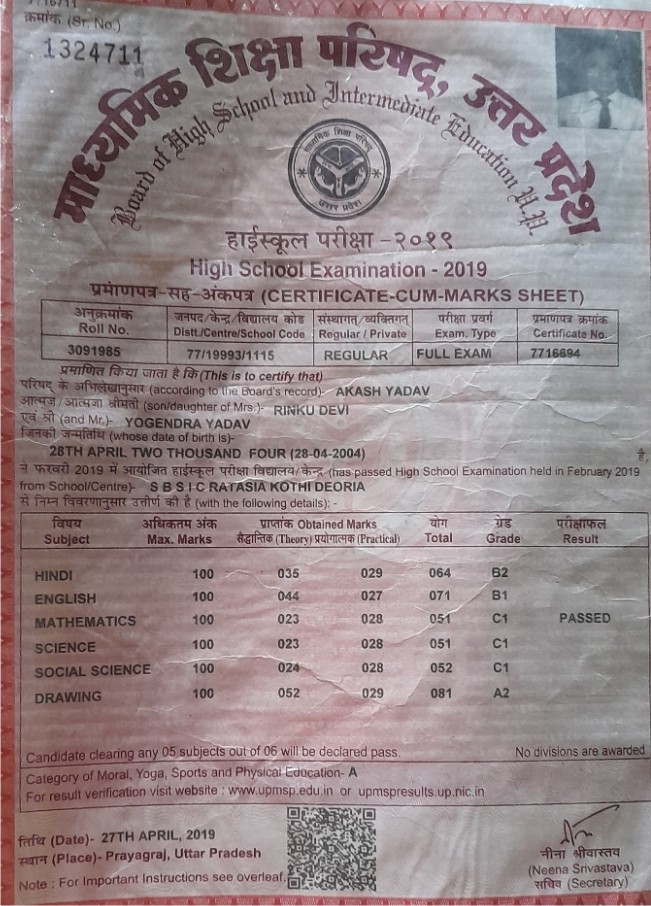 क्रमांक (Sr. No.)
1324711
माध्यमिक शिक्षा परिषद्, उत्तर प्रदेश
Board of High School and Intermediate Education U.P.
माध्यमिक शिक्षा परिषद
उत्तर प्रदेश
हाईस्कूल परीक्षा - २०१९
High School Examination - 2019
प्रमाणपत्र-सह-अंकपत्र (CERTIFICATE-CUM-MARKS SHEET)
अनुक्रमांक जनपद/केन्द्र/विद्यालय कोड संस्थागत/व्यक्तिगत परीक्षा प्रवर्ग प्रमाणपत्र क्रमांक
Roll No. Distt./Centre/School Code Regular / Private Exam. Type Certificate No.
3091985 77/19993/1115 REGULAR FULL EXAM 7716694
प्रमाणित किया जाता है कि (This is to certify that)
परिषद् के अभिलेखानुसार (according to the Board's record)- AKASH YADAV
आत्मज/आत्मजा श्रीमती (son/daughter of Mrs.)- RINKU DEVI
एवं श्री (and Mr.)- YOGENDRA YADAV
जिनकी जन्मतिथि (whose date of birth is)-
28TH APRIL TWO THOUSAND FOUR (28-04-2004) है,
ने फरवरी 2019 में आयोजित हाईस्कूल परीक्षा विद्यालय/केन्द्र (has passed High School Examination held in February 2019
from School/Centre)- S B S I C RATASIA KOTHI DEORIA
से निम्न विवरणानुसार उत्तीर्ण की है (with the following details): -
विषय अधिकतम अंक प्राप्तांक Obtained Marks योग ग्रेड परीक्षाफल
Subject Max. Marks सैद्धान्तिक (Theory) प्रयोगात्मक (Practical) Total Grade Result
HINDI 100 035 029 064 B2
ENGLISH 100 044 027 071 B1
MATHEMATICS 100 023 028 051 C1 PASSED
SCIENCE 100 023 028 051 C1
SOCIAL SCIENCE 100 024 028 052 C1
DRAWING 100 052 029 081 A2
Candidate clearing any 05 subjects out of 06 will be declared pass. No divisions are awarded
Category of Moral, Yoga, Sports and Physical Education- A
For result verification visit website : www.upmsp.edu.in or upmspresults.up.nic.in
तिथि (Date)- 27TH APRIL, 2019
स्थान (Place)- Prayagraj, Uttar Pradesh
Note : For Important Instructions see overleaf.
नीना श्रीवास्तव
(Neena Srivastava)
सचिव (Secretary)